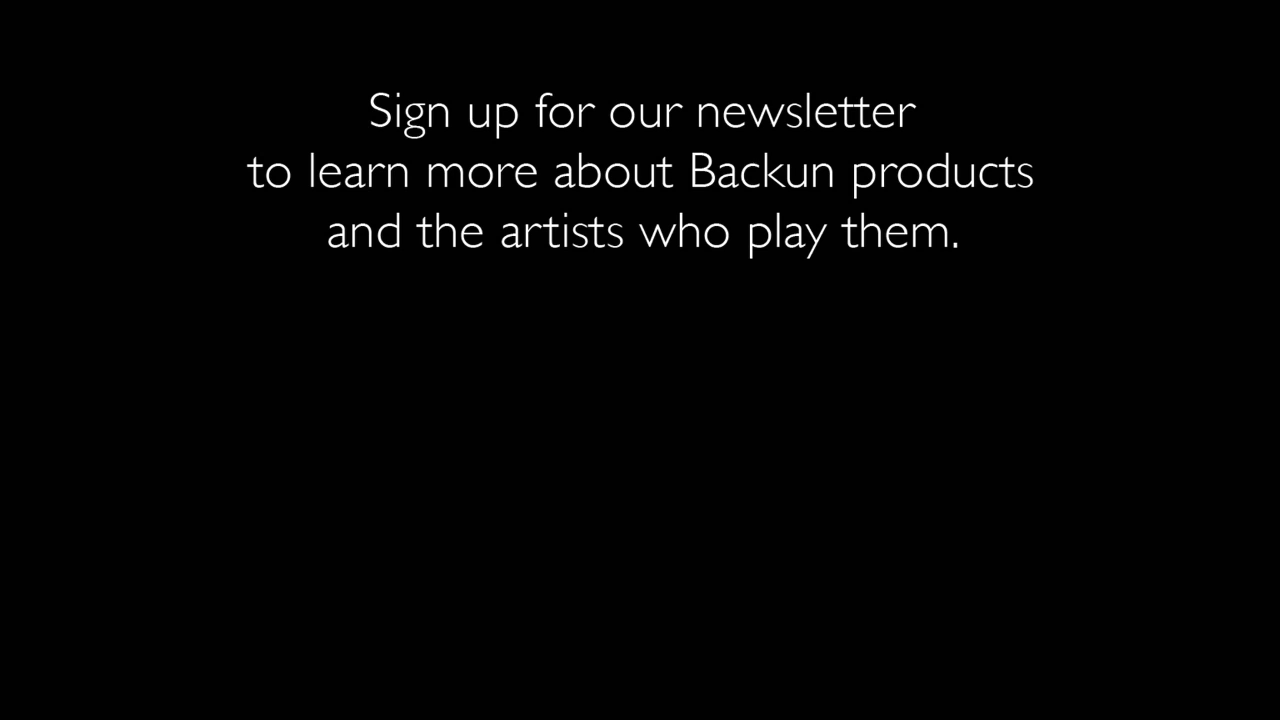 Sign up for our newsletter
to learn more about Backun products
and the artists who play them.